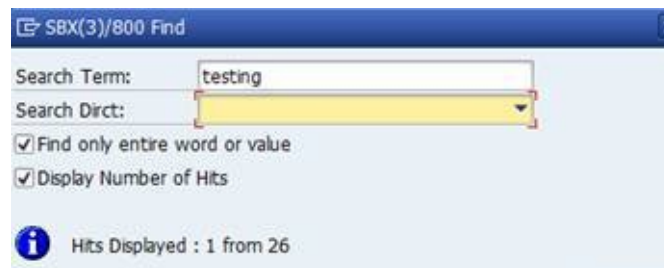 SBX(3)/800 Find
Search Term: testing
Search Dirct:
Find only entire word or value
Display Number of Hits
Hits Displayed : 1 from 26